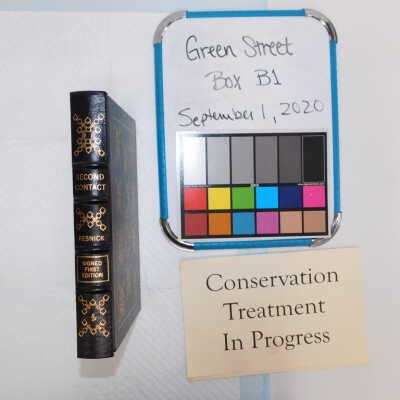 SECOND
CONTACT
RESNICK
SIGNED
FIRST
EDITION
Green Street
Box B1
September 1, 2020
Conservation
Treatment
In Progress